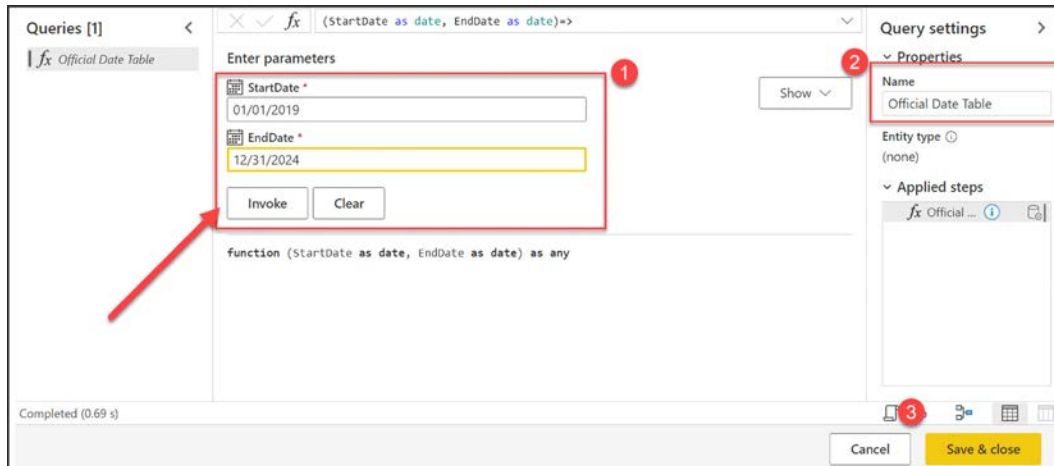 Queries [1]
fx Official Date Table
fx (StartDate as date, EndDate as date)=>
Enter parameters
1
StartDate *
01/01/2019
EndDate *
12/31/2024
Invoke
Clear
Show
function (StartDate as date, EndDate as date) as any
2
Query settings
Properties
Name
Official Date Table
Entity type
(none)
Applied steps
fx Official ...
Completed (0.69 s)
3
Cancel
Save & close